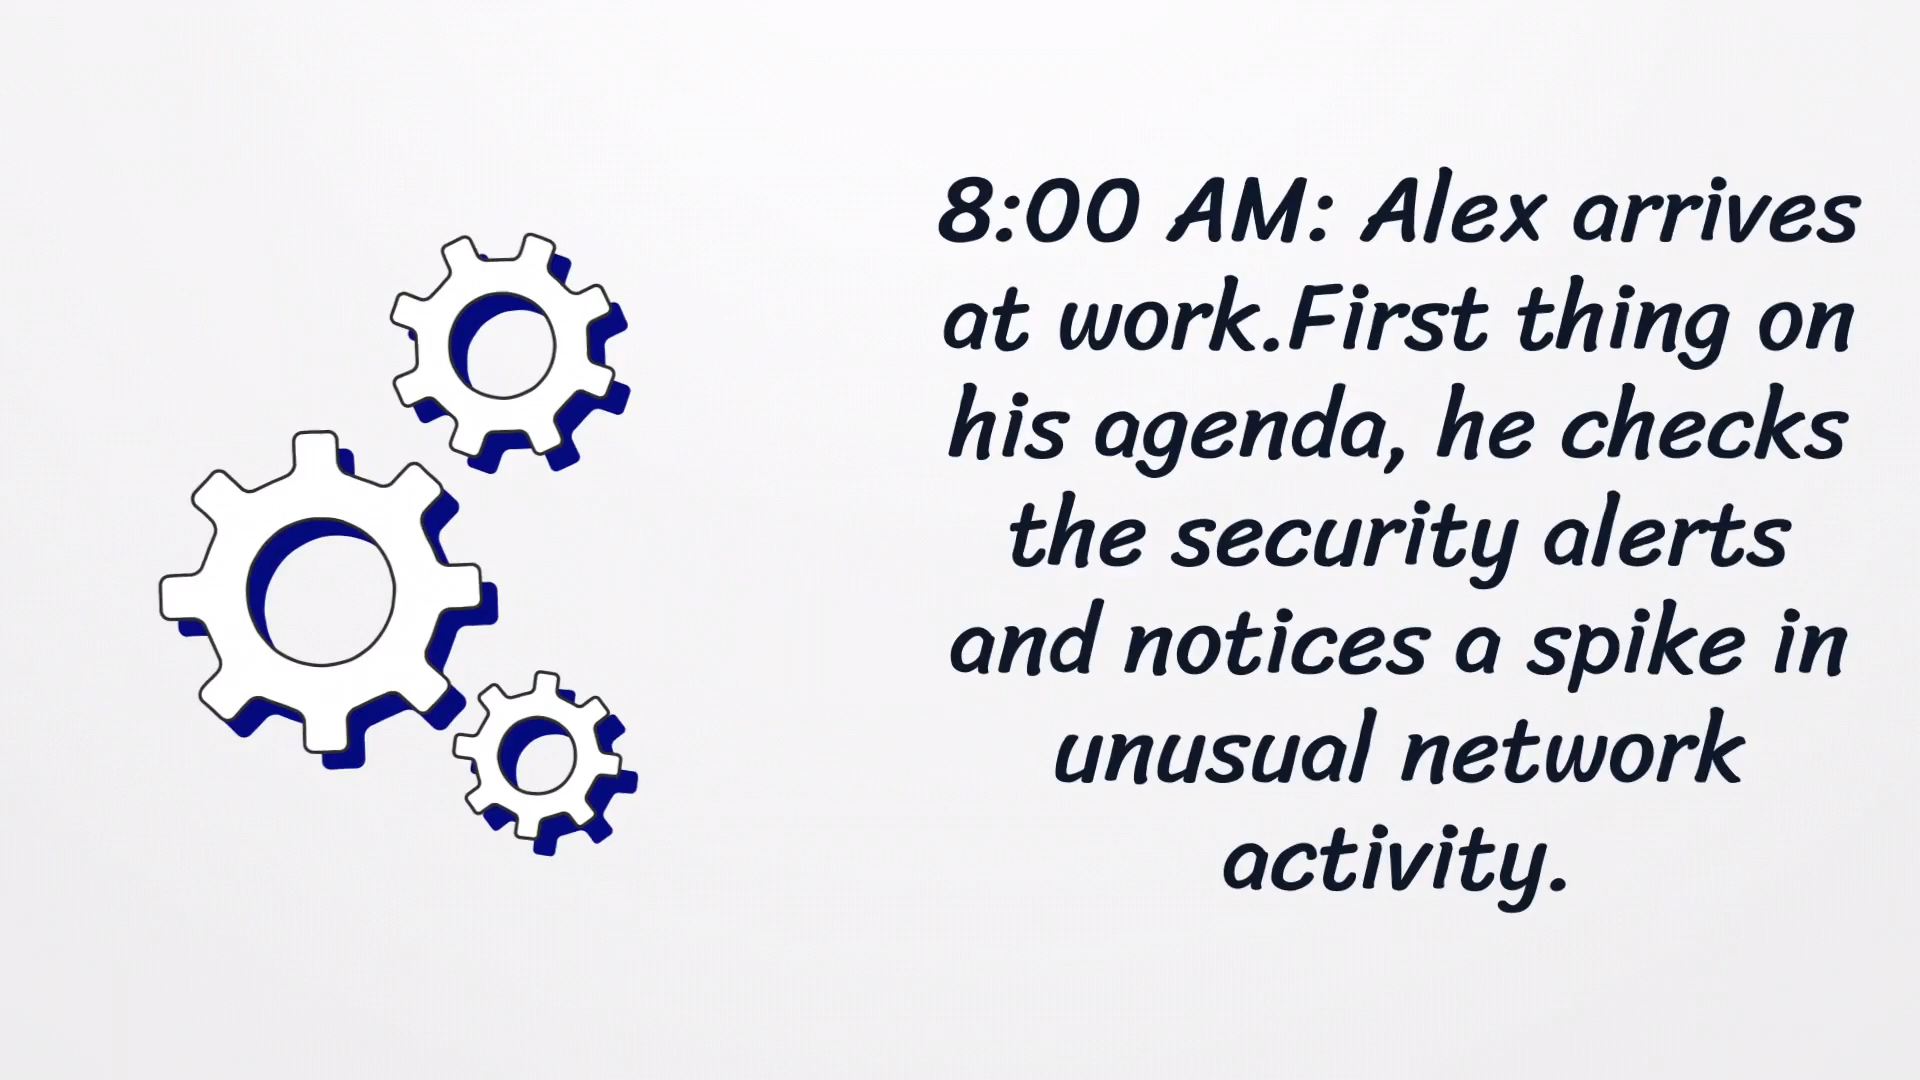 8:00 AM: Alex arrives
at work.First thing on
his agenda, he checks
the security alerts
and notices a spike in
unusual network
activity.